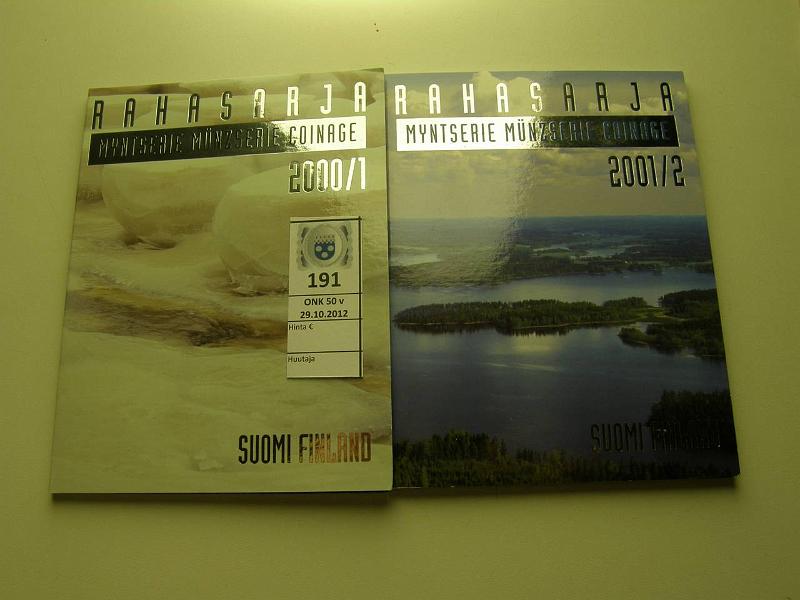 RAHASARJA
MYNTSERIE MÜNZSERIE COINAGE
2000/1
191
ONK 50 v
29.10.2012
Hinta €
Huutaja
SUOMI FINLAND
RAHASARJA
MYNTSERIE MÜNZSERIE COINAGE
2001/2
SUOMI FINLAND